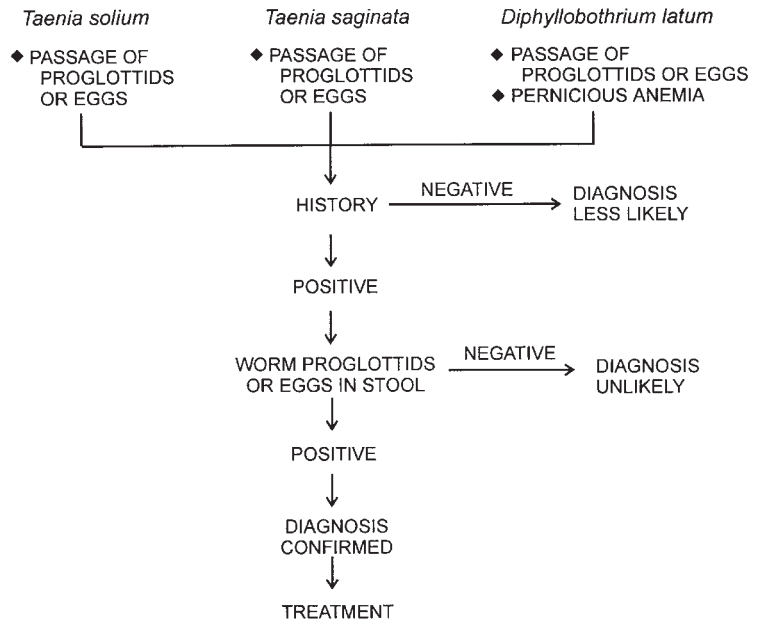 Taenia solium
◆ PASSAGE OF
PROGLOTTIDS
OR EGGS
Taenia saginata
◆ PASSAGE OF
PROGLOTTIDS
OR EGGS
Diphyllobothrium latum
◆ PASSAGE OF
PROGLOTTIDS OR EGGS
◆ PERNICIOUS ANEMIA
HISTORY
NEGATIVE
DIAGNOSIS
LESS LIKELY
POSITIVE
WORM PROGLOTTIDS
OR EGGS IN STOOL
NEGATIVE
DIAGNOSIS
UNLIKELY
POSITIVE
DIAGNOSIS
CONFIRMED
TREATMENT